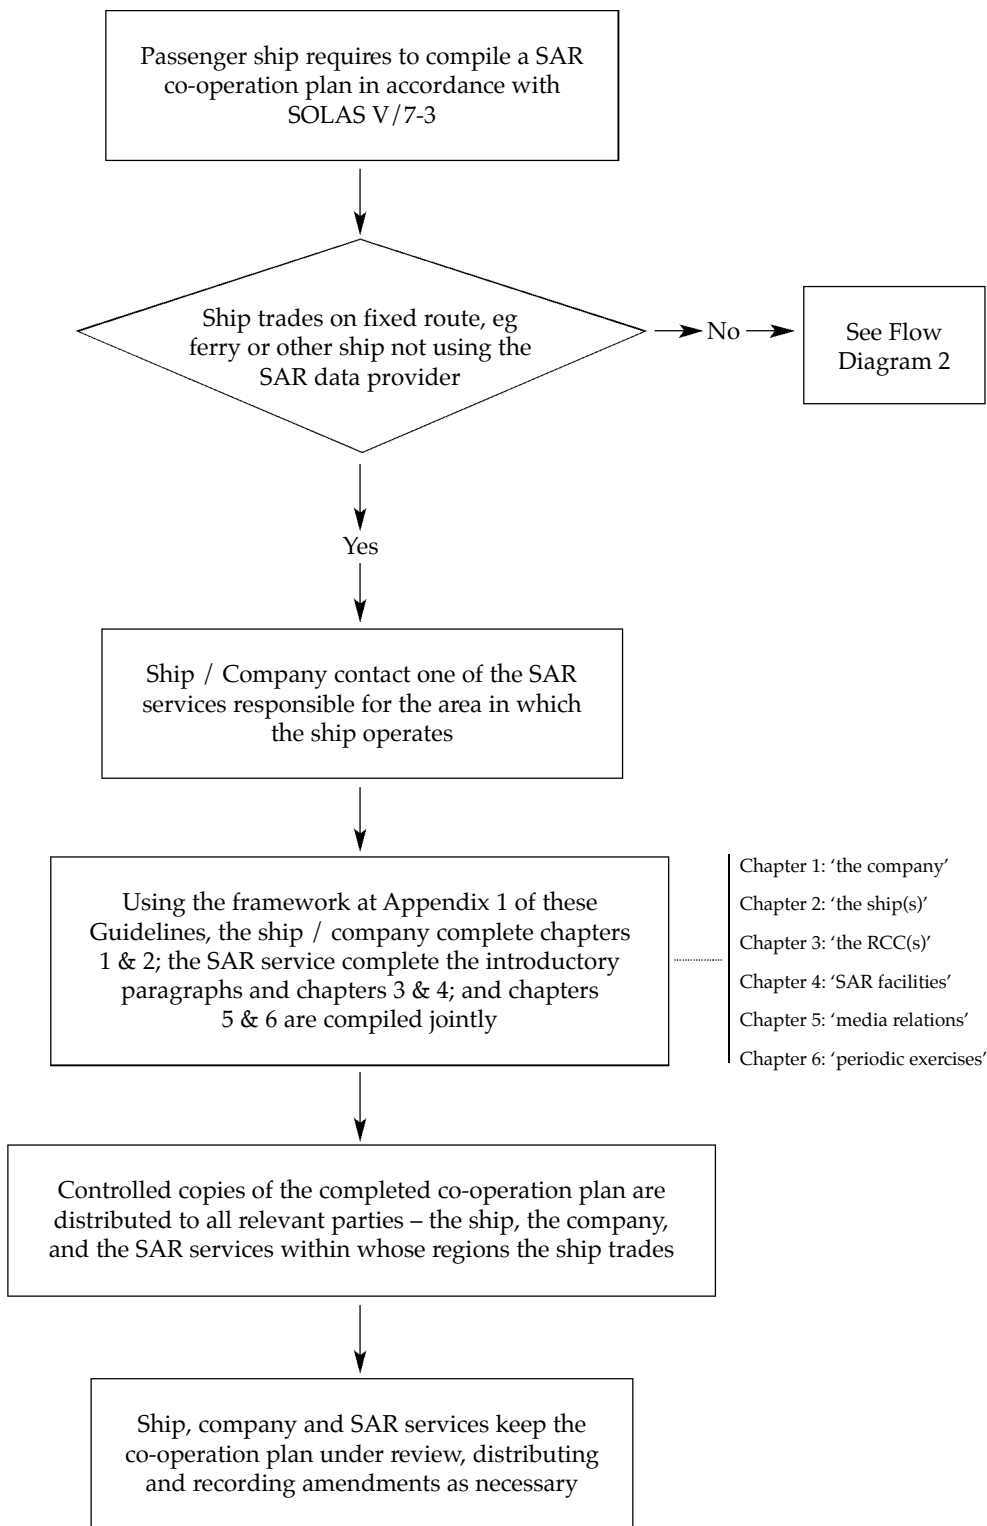 Passenger ship requires to compile a SAR
co-operation plan in accordance with
SOLAS V/7-3
Ship trades on fixed route, eg
ferry or other ship not using the
SAR data provider
No
See Flow
Diagram 2
Yes
Ship / Company contact one of the SAR
services responsible for the area in which
the ship operates
Using the framework at Appendix 1 of these
Guidelines, the ship / company complete chapters
1 & 2; the SAR service complete the introductory
paragraphs and chapters 3 & 4; and chapters
5 & 6 are compiled jointly
Chapter 1: ‘the company’
Chapter 2: ‘the ship(s)’
Chapter 3: ‘the RCC(s)’
Chapter 4: ‘SAR facilities’
Chapter 5: ‘media relations’
Chapter 6: ‘periodic exercises’
Controlled copies of the completed co-operation plan are
distributed to all relevant parties – the ship, the company,
and the SAR services within whose regions the ship trades
Ship, company and SAR services keep the
co-operation plan under review, distributing
and recording amendments as necessary